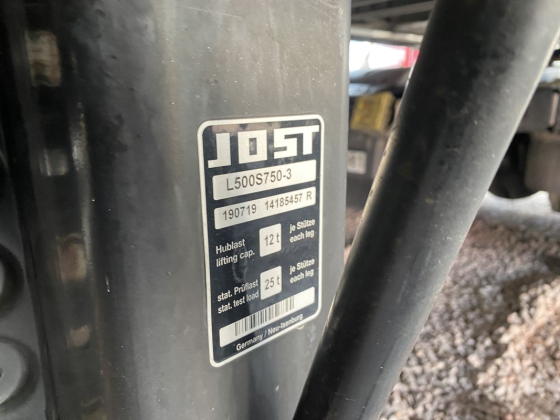 JOST
L500S750-3
190719 14185457 R
Hublast lifting cap. 12 t je Stütze each leg
stat. Prüflast stat. test load 25 t je Stütze each leg
Germany / Neu-Isenburg